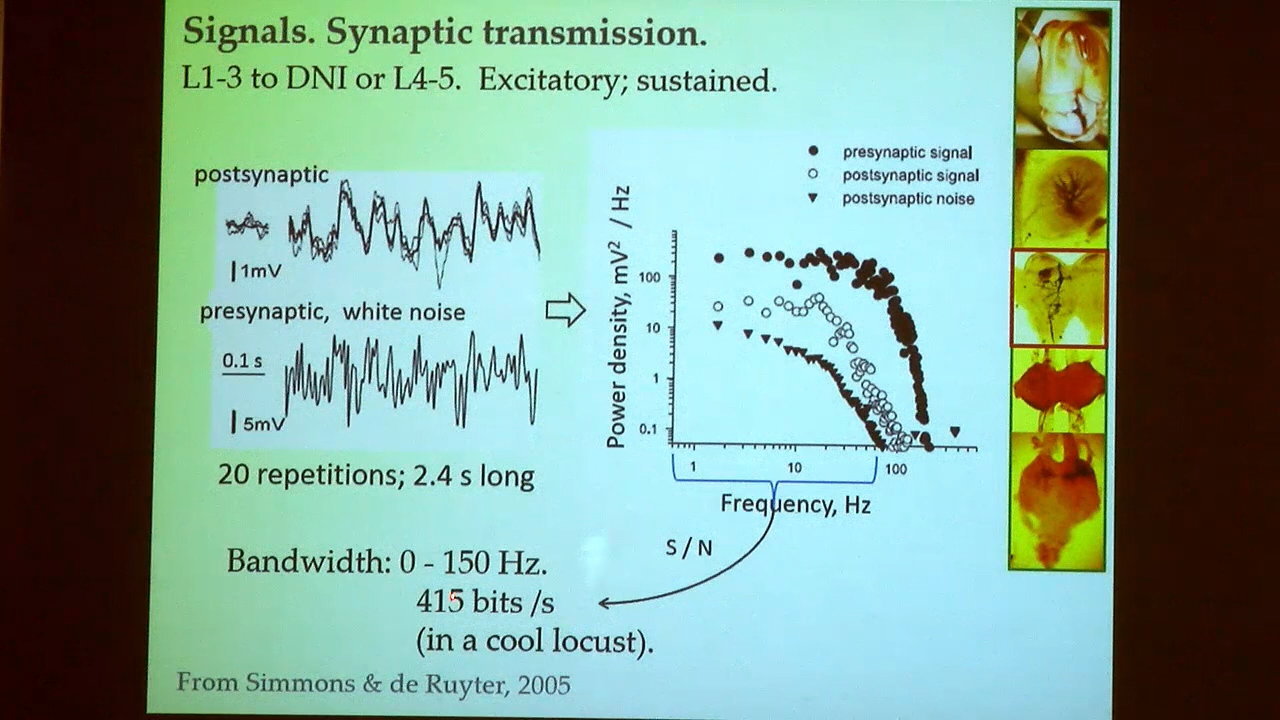 Signals. Synaptic transmission.
L1-3 to DNI or L4-5. Excitatory; sustained.
postsynaptic
1mV
presynaptic, white noise
0.1 s
5mV
20 repetitions; 2.4 s long
presynaptic signal
postsynaptic signal
postsynaptic noise
Power density, mV² / Hz
100
10
1
0.1
1 10 100
Frequency, Hz
S / N
Bandwidth: 0 - 150 Hz.
415 bits /s
(in a cool locust).
From Simmons & de Ruyter, 2005